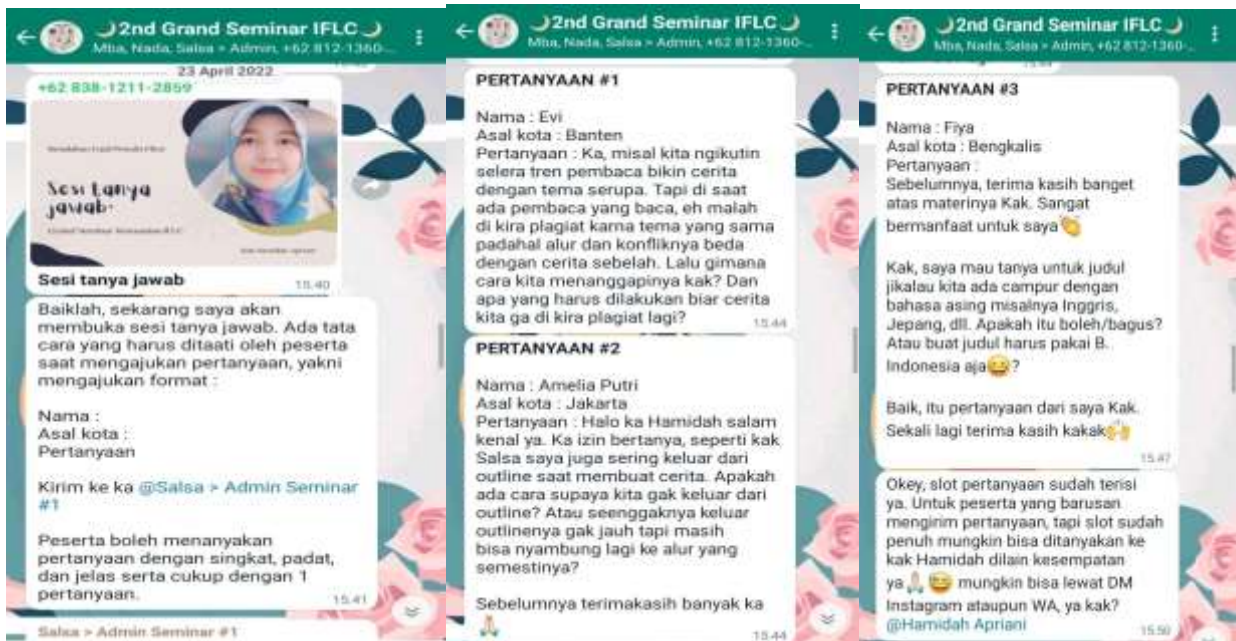 2nd Grand Seminar IFLC
Mba, Nada, Salsa > Admin, +62 812-1360-...
23 April 2022
+62 838-1211-2859
Sesi tanya
jawab
Sesi tanya jawab
15.40
Baiklah, sekarang saya akan
membuka sesi tanya jawab. Ada tata
cara yang harus ditaati oleh peserta
saat mengajukan pertanyaan, yakni
mengajukan format :
Nama :
Asal kota :
Pertanyaan
Kirim ke ka @Salsa > Admin Seminar
#1
Peserta boleh menanyakan
pertanyaan dengan singkat, padat,
dan jelas serta cukup dengan 1
pertanyaan.
15.41
Salsa > Admin Seminar #1
2nd Grand Seminar IFLC
Mba, Nada, Salsa > Admin, +62 812-1360-...
PERTANYAAN #1
Nama : Evi
Asal kota : Banten
Pertanyaan : Ka, misal kita ngikutin
selera tren pembaca bikin cerita
dengan tema serupa. Tapi di saat
ada pembaca yang baca, eh malah
di kira plagiat karna tema yang sama
padahal alur dan konfliknya beda
dengan cerita sebelah. Lalu gimana
cara kita menanggapinya kak? Dan
apa yang harus dilakukan biar cerita
kita ga di kira plagiat lagi?
15.44
PERTANYAAN #2
Nama : Amelia Putri
Asal kota : Jakarta
Pertanyaan : Halo ka Hamidah salam
kenal ya. Ka izin bertanya, seperti kak
Salsa saya juga sering keluar dari
outline saat membuat cerita. Apakah
ada cara supaya kita gak keluar dari
outline? Atau seenggaknya keluar
outlinenya gak jauh tapi masih
bisa nyambung lagi ke alur yang
semestinya?
Sebelumnya terimakasih banyak ka
🙏
15.44
2nd Grand Seminar IFLC
Mba, Nada, Salsa > Admin, +62 812-1360-...
PERTANYAAN #3
Nama : Fiya
Asal kota : Bengkalis
Pertanyaan :
Sebelumnya, terima kasih banget
atas materinya Kak. Sangat
bermanfaat untuk saya👏
Kak, saya mau tanya untuk judul
jikalau kita ada campur dengan
bahasa asing misalnya Inggris,
Jepang, dll. Apakah itu boleh/bagus?
Atau buat judul harus pakai B.
Indonesia aja😄?
Baik, itu pertanyaan dari saya Kak.
Sekali lagi terima kasih kakak🙌
15.47
Okey, slot pertanyaan sudah terisi
ya. Untuk peserta yang barusan
mengirim pertanyaan, tapi slot sudah
penuh mungkin bisa ditanyakan ke
kak Hamidah dilain kesempatan
ya🙏😅 mungkin bisa lewat DM
Instagram ataupun WA, ya kak?
@Hamidah Apriani
15.50